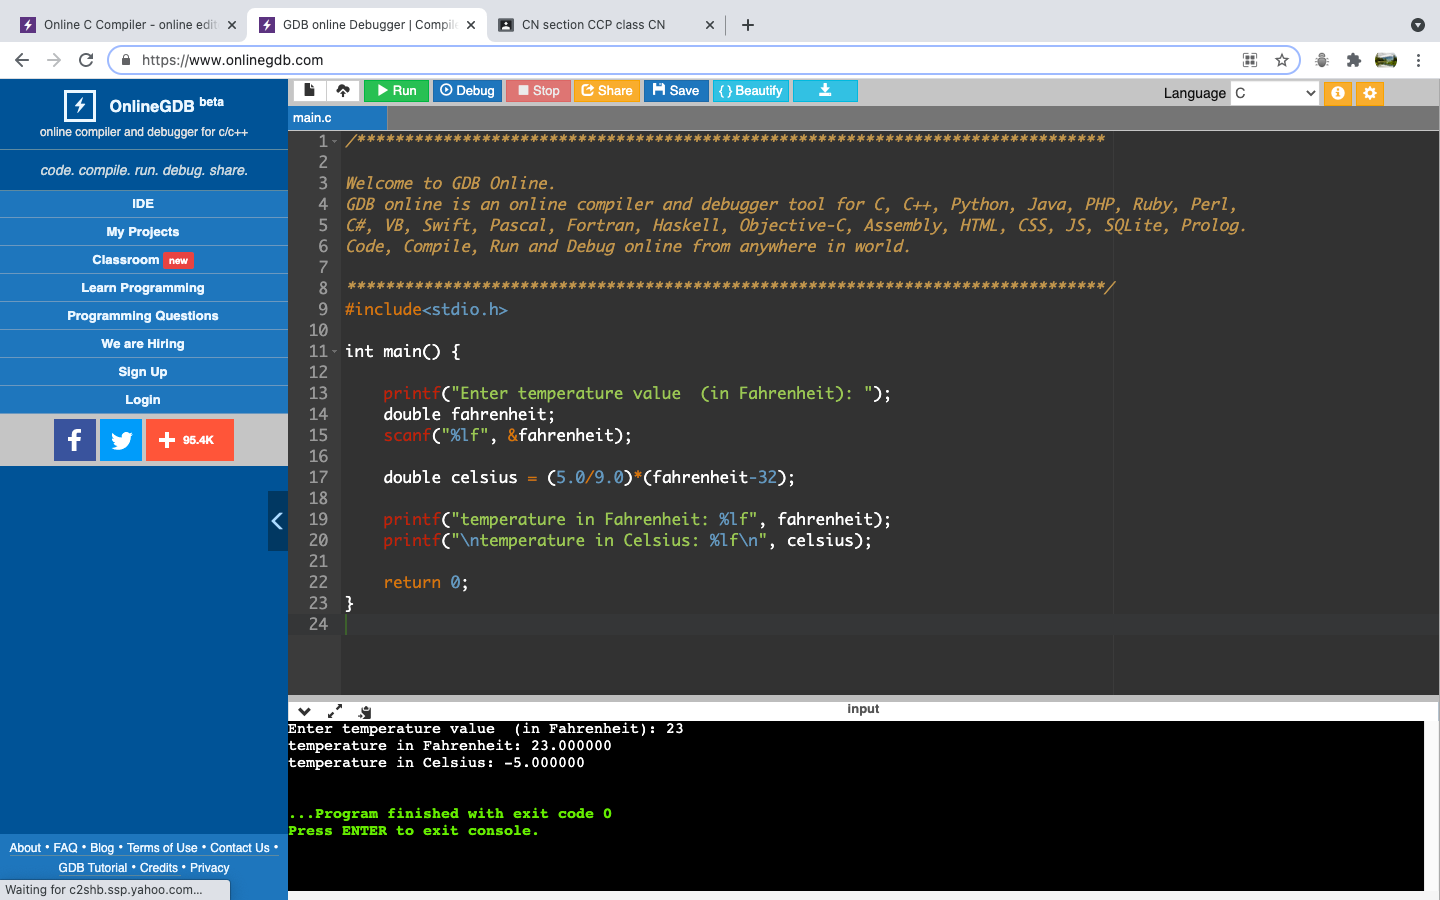 Online C Compiler - online edit
GDB online Debugger | Compile
CN section CCP class CN
https://www.onlinegdb.com
OnlineGDB beta
online compiler and debugger for c/c++
code. compile. run. debug. share.
IDE
My Projects
Classroom new
Learn Programming
Programming Questions
We are Hiring
Sign Up
Login
f
+ 95.4K
About • FAQ • Blog • Terms of Use • Contact Us •
GDB Tutorial • Credits • Privacy
Waiting for c2shb.ssp.yahoo.com...
Run Debug Stop Share Save { } Beautify
Language C
main.c
1 /******************************************************************************
2
3 Welcome to GDB Online.
4 GDB online is an online compiler and debugger tool for C, C++, Python, Java, PHP, Ruby, Perl,
5 C#, VB, Swift, Pascal, Fortran, Haskell, Objective-C, Assembly, HTML, CSS, JS, SQLite, Prolog.
6 Code, Compile, Run and Debug online from anywhere in world.
7
8 *******************************************************************************/
9 #include<stdio.h>
10
11 int main() {
12
13     printf("Enter temperature value  (in Fahrenheit): ");
14     double fahrenheit;
15     scanf("%lf", &fahrenheit);
16
17     double celsius = (5.0/9.0)*(fahrenheit-32);
18
19     printf("temperature in Fahrenheit: %lf", fahrenheit);
20     printf("\ntemperature in Celsius: %lf\n", celsius);
21
22     return 0;
23 }
24
input
Enter temperature value  (in Fahrenheit): 23
temperature in Fahrenheit: 23.000000
temperature in Celsius: -5.000000
...Program finished with exit code 0
Press ENTER to exit console.